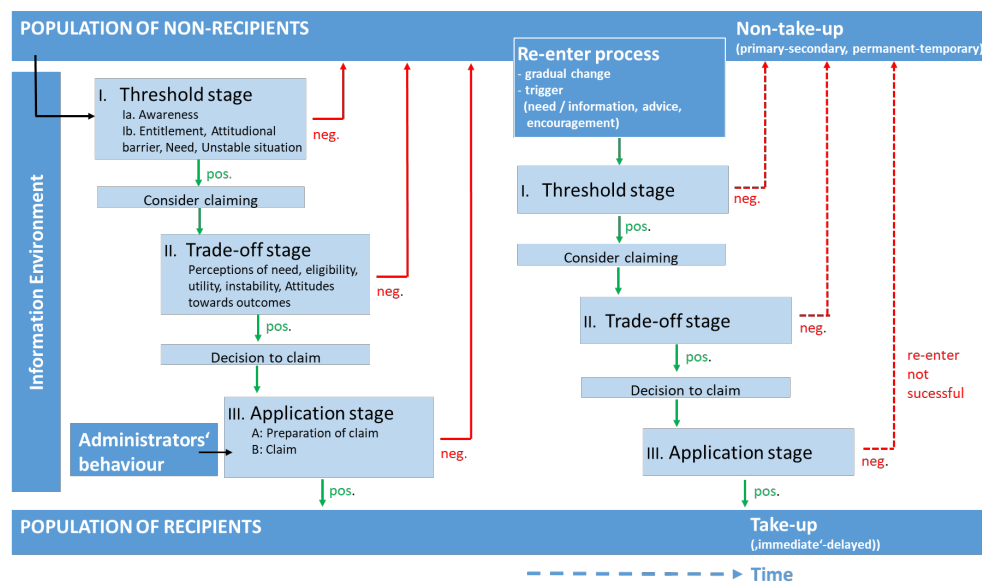 POPULATION OF NON-RECIPIENTS
Non-take-up
(primary-secondary, permanent-temporary)
Information Environment
I. Threshold stage
Ia. Awareness
Ib. Entitlement, Attitudional
barrier, Need, Unstable situation
neg.
pos.
Consider claiming
II. Trade-off stage
Perceptions of need, eligibility,
utility, instability, Attitudes
towards outcomes
neg.
pos.
Decision to claim
Administrators‘
behaviour
III. Application stage
A: Preparation of claim
B: Claim
neg.
pos.
Re-enter process
- gradual change
- trigger
(need / information, advice,
encouragement)
I. Threshold stage
neg.
pos.
Consider claiming
II. Trade-off stage
neg.
pos.
Decision to claim
re-enter
not
sucessful
III. Application stage
neg.
pos.
POPULATION OF RECIPIENTS
Take-up
(‚immediate‘-delayed))
Time